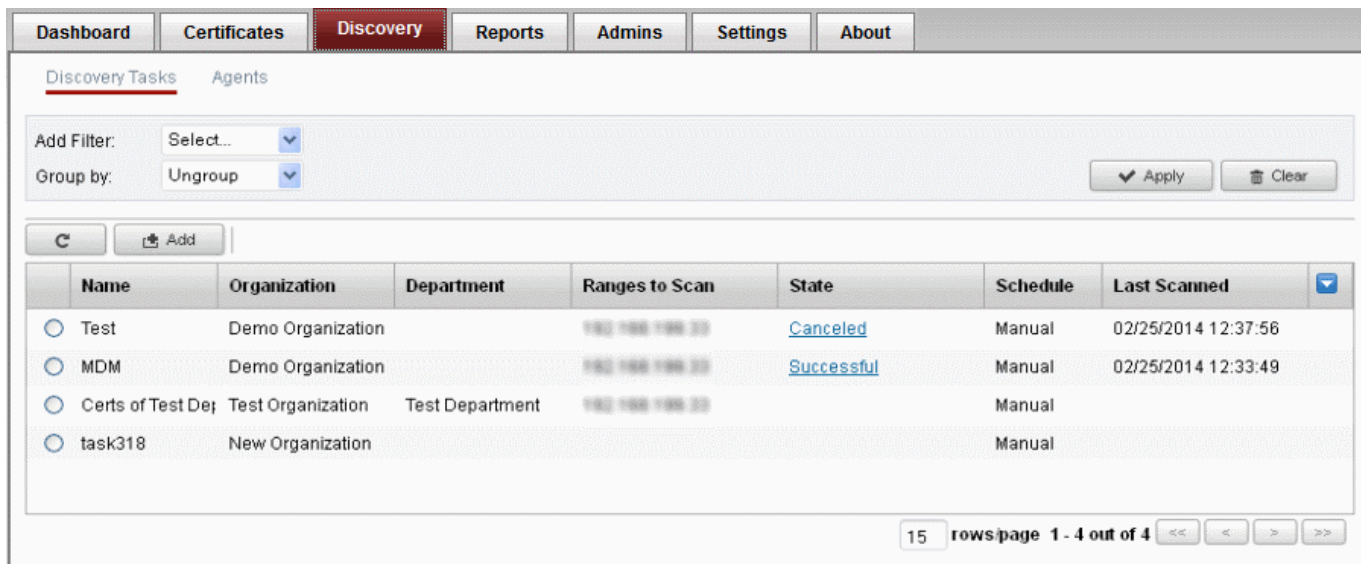 Dashboard Certificates Discovery Reports Admins Settings About
Discovery Tasks Agents
Add Filter: Select...
Group by: Ungroup Apply Clear
Add
Name Organization Department Ranges to Scan State Schedule Last Scanned
Test Demo Organization Canceled Manual 02/25/2014 12:37:56
MDM Demo Organization Successful Manual 02/25/2014 12:33:49
Certs of Test Dep Test Organization Test Department Manual
task318 New Organization Manual
15 rows/page 1 - 4 out of 4 << < > >>